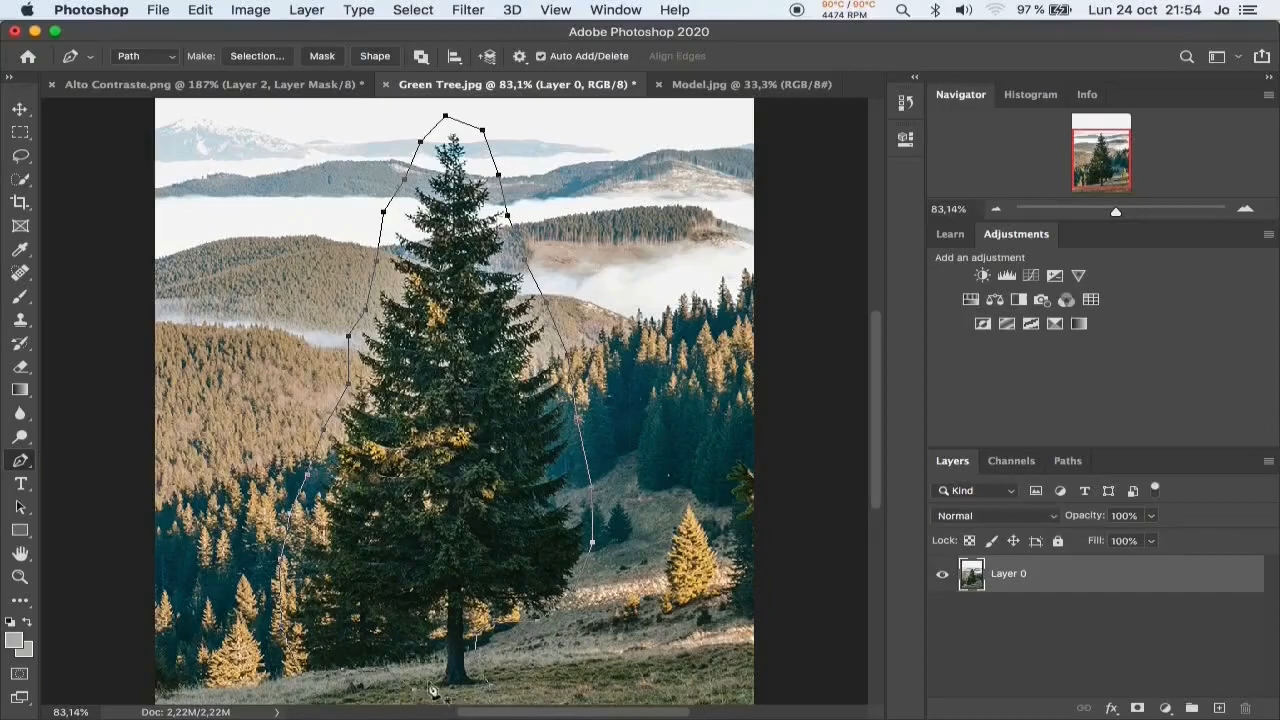 Photoshop File Edit Image Layer Type Select Filter 3D View Window Help 90°C / 90°C 4474 RPM 97 % Lun 24 oct 21:54 Jo
Adobe Photoshop 2020
Path Make: Selection... Mask Shape Auto Add/Delete Align Edges
Alto Contraste.png @ 187% (Layer 2, Layer Mask/8) * Green Tree.jpg @ 83,1% (Layer 0, RGB/8) * Model.jpg @ 33,3% (RGB/8#)
Navigator Histogram Info
83,14%
Learn Adjustments
Add an adjustment
Layers Channels Paths
Kind
Normal Opacity: 100%
Lock: Fill: 100%
Layer 0
83,14% Doc: 2,22M/2,22M